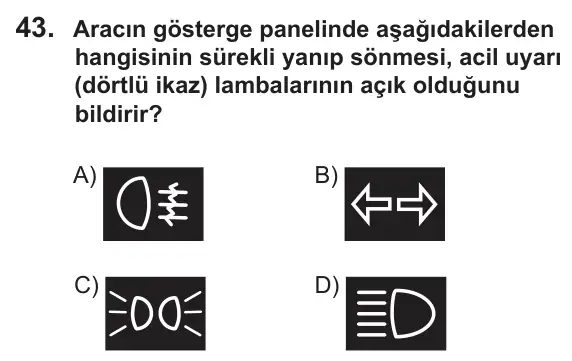 43. Aracın gösterge panelinde aşağıdakilerden
hangisinin sürekli yanıp sönmesi, acil uyarı
(dörtlü ikaz) lambalarının açık olduğunu
bildirir?
A) B)
C) D)